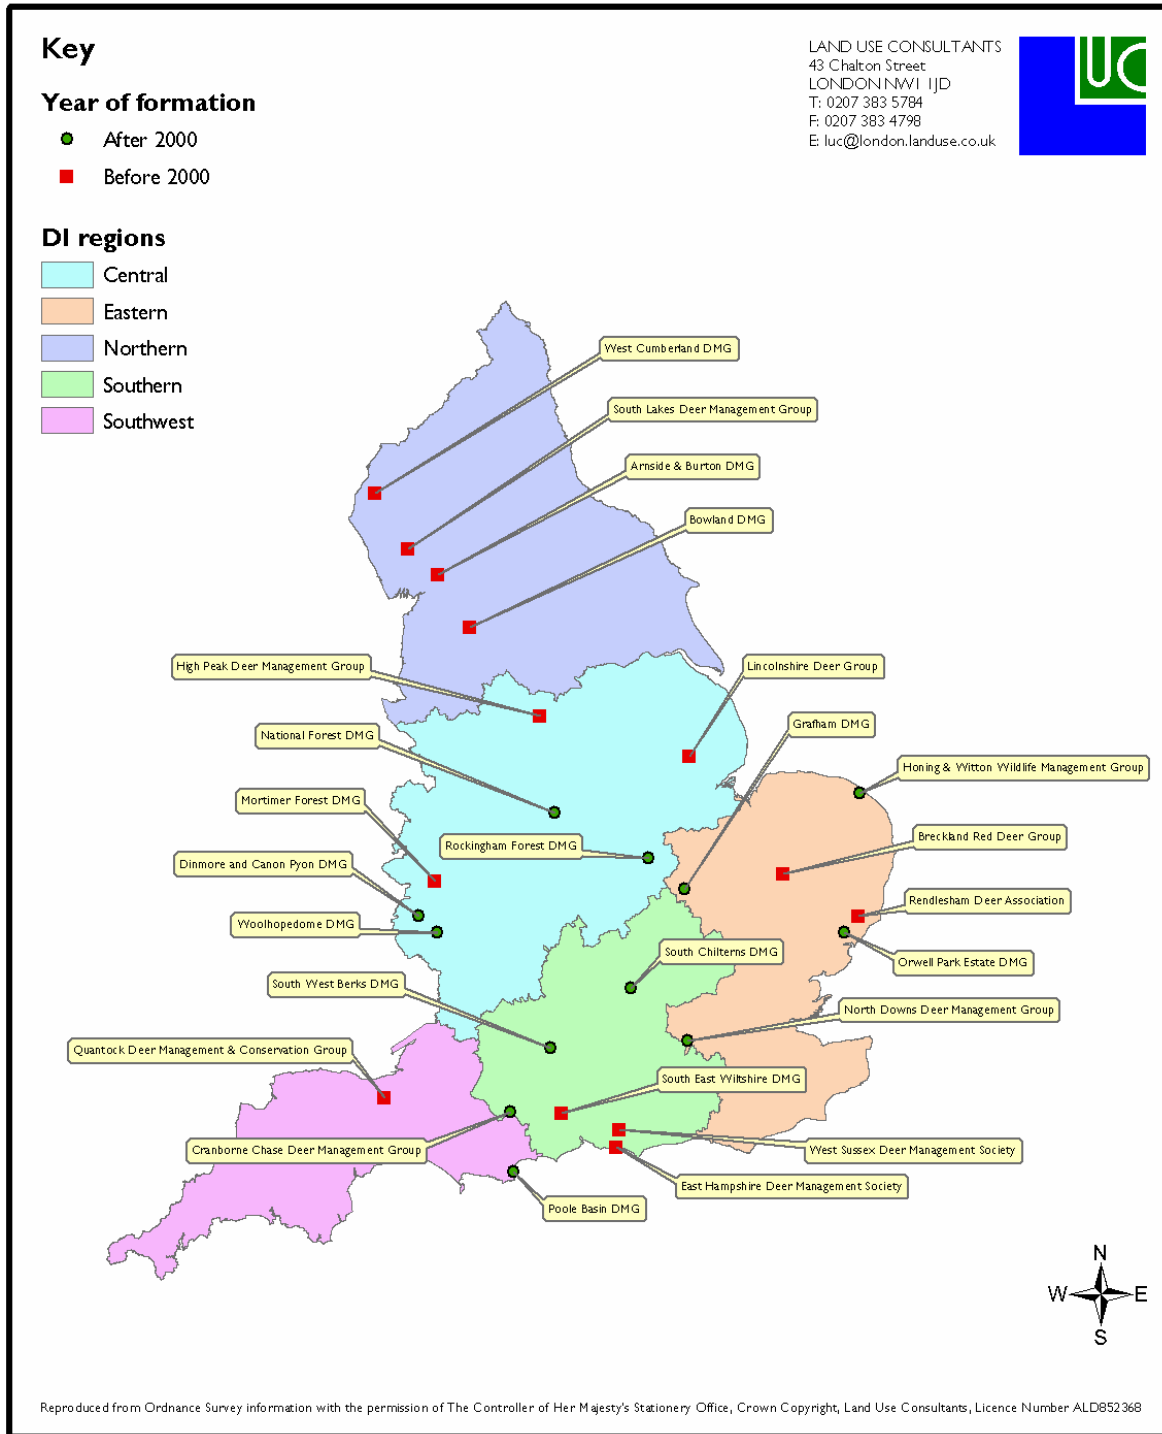 Key
Year of formation
After 2000
Before 2000
DI regions
Central
Eastern
Northern
Southern
Southwest
LAND USE CONSULTANTS
43 Chalton Street
LONDON NW1 1JD
T: 0207 383 5784
F: 0207 383 4798
E: luc@london.landuse.co.uk
LUC
West Cumberland DMG
South Lakes Deer Management Group
Arnside & Burton DMG
Bowland DMG
High Peak Deer Management Group
Lincolnshire Deer Group
Grafham DMG
National Forest DMG
Honing & Witton Wildlife Management Group
Mortimer Forest DMG
Breckland Red Deer Group
Rockingham Forest DMG
Dinmore and Canon Pyon DMG
Rendlesham Deer Association
Woolhopedome DMG
South Chilterns DMG
Orwell Park Estate DMG
South West Berks DMG
North Downs Deer Management Group
Quantock Deer Management & Conservation Group
South East Wiltshire DMG
Cranborne Chase Deer Management Group
West Sussex Deer Management Society
East Hampshire Deer Management Society
Poole Basin DMG
N
W E
S
Reproduced from Ordnance Survey information with the permission of The Controller of Her Majesty's Stationery Office, Crown Copyright, Land Use Consultants, Licence Number ALD852368